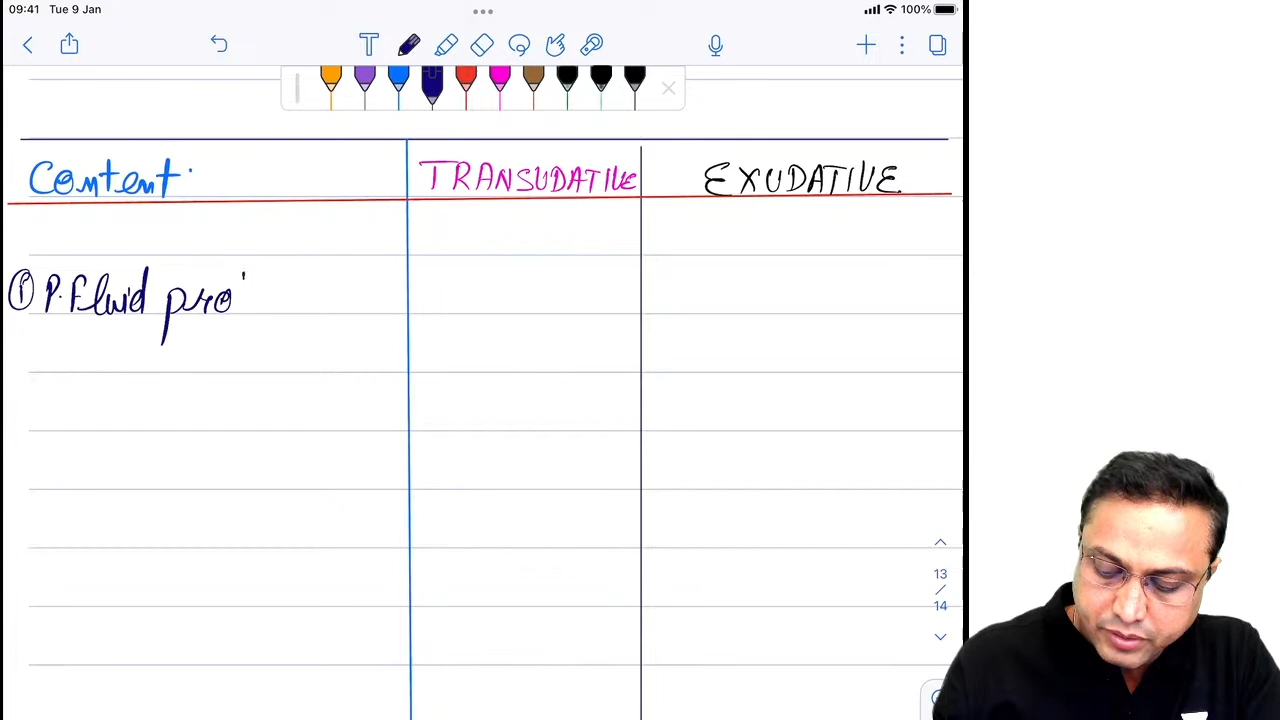 09:41 Tue 9 Jan
100%
T
Content
TRANSUDATIVE
EXUDATIVE
① P. Fluid pro
13
/
14